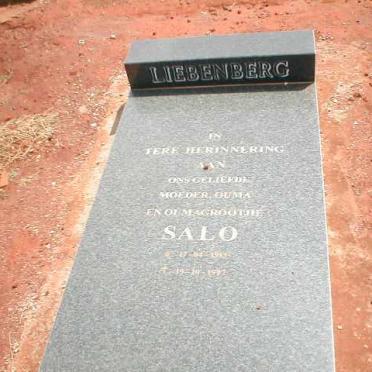 LIEBENBERG
IN
TERE HERINNERING
AAN
ONS GELIEFDE
MOEDER, OUMA
EN OUMAGROOTJIE
SALO